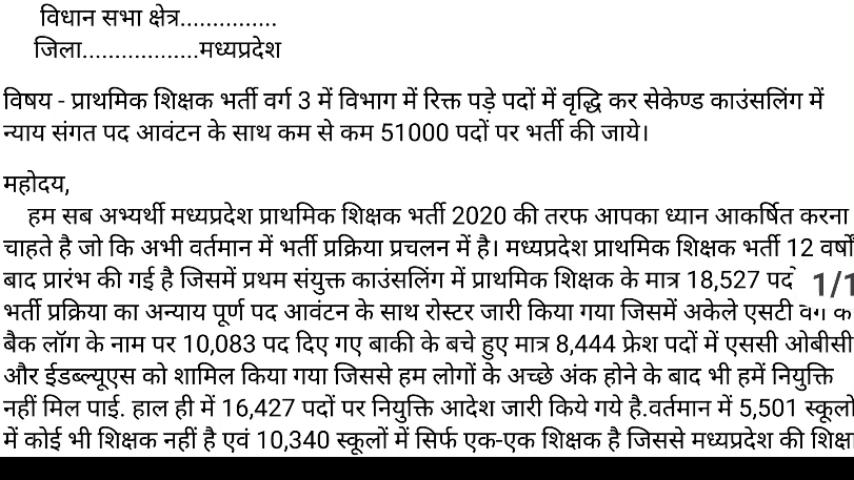 विधान सभा क्षेत्र...............
जिला..................मध्यप्रदेश
विषय - प्राथमिक शिक्षक भर्ती वर्ग 3 में विभाग में रिक्त पड़े पदों में वृद्धि कर सेकेण्ड काउंसलिंग में
न्याय संगत पद आवंटन के साथ कम से कम 51000 पदों पर भर्ती की जाये।
महोदय,
हम सब अभ्यर्थी मध्यप्रदेश प्राथमिक शिक्षक भर्ती 2020 की तरफ आपका ध्यान आकर्षित करना
चाहते है जो कि अभी वर्तमान में भर्ती प्रक्रिया प्रचलन में है। मध्यप्रदेश प्राथमिक शिक्षक भर्ती 12 वर्षों
बाद प्रारंभ की गई है जिसमें प्रथम संयुक्त काउंसलिंग में प्राथमिक शिक्षक के मात्र 18,527 1/1
भर्ती प्रक्रिया का अन्याय पूर्ण पद आवंटन के साथ रोस्टर जारी किया गया जिसमें अकेले एसटी
बैक लॉग के नाम पर 10,083 पद दिए गए बाकी के बचे हुए मात्र 8,444 फ्रेश पदों में एससी ओबीसी
और ईडब्ल्यूएस को शामिल किया गया जिससे हम लोगों के अच्छे अंक होने के बाद भी हमें नियुक्ति
नहीं मिल पाई. हाल ही में 16,427 पदों पर नियुक्ति आदेश जारी किये गये है.वर्तमान में 5,501 स्कूलो
में कोई भी शिक्षक नहीं है एवं 10,340 स्कूलों में सिर्फ एक-एक शिक्षक है जिससे मध्यप्रदेश की शिक्षा